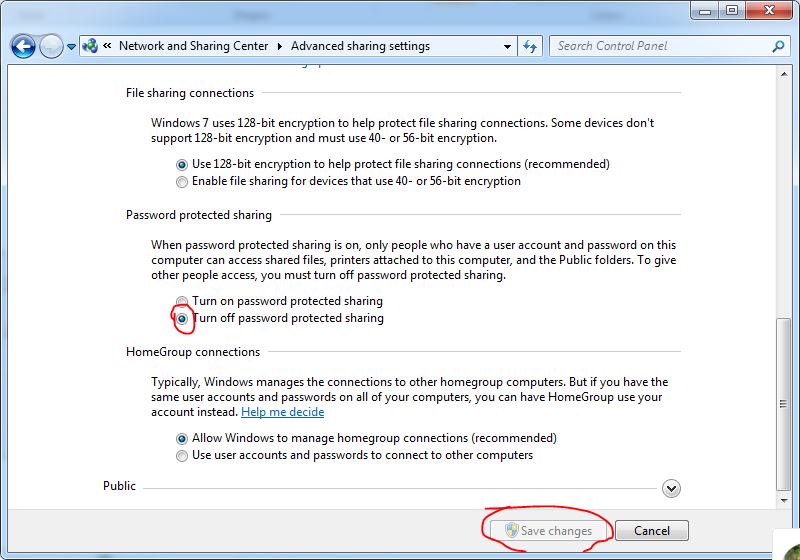 Network and Sharing Center
Advanced sharing settings
Search Control Panel
File sharing connections
Windows 7 uses 128-bit encryption to help protect file sharing connections. Some devices don't
support 128-bit encryption and must use 40- or 56-bit encryption.
Use 128-bit encryption to help protect file sharing connections (recommended)
Enable file sharing for devices that use 40- or 56-bit encryption
Password protected sharing
When password protected sharing is on, only people who have a user account and password on this
computer can access shared files, printers attached to this computer, and the Public folders. To give
other people access, you must turn off password protected sharing.
Turn on password protected sharing
Turn off password protected sharing
HomeGroup connections
Typically, Windows manages the connections to other homegroup computers. But if you have the
same user accounts and passwords on all of your computers, you can have HomeGroup use your
account instead. Help me decide
Allow Windows to manage homegroup connections (recommended)
Use user accounts and passwords to connect to other computers
Public
Save changes
Cancel